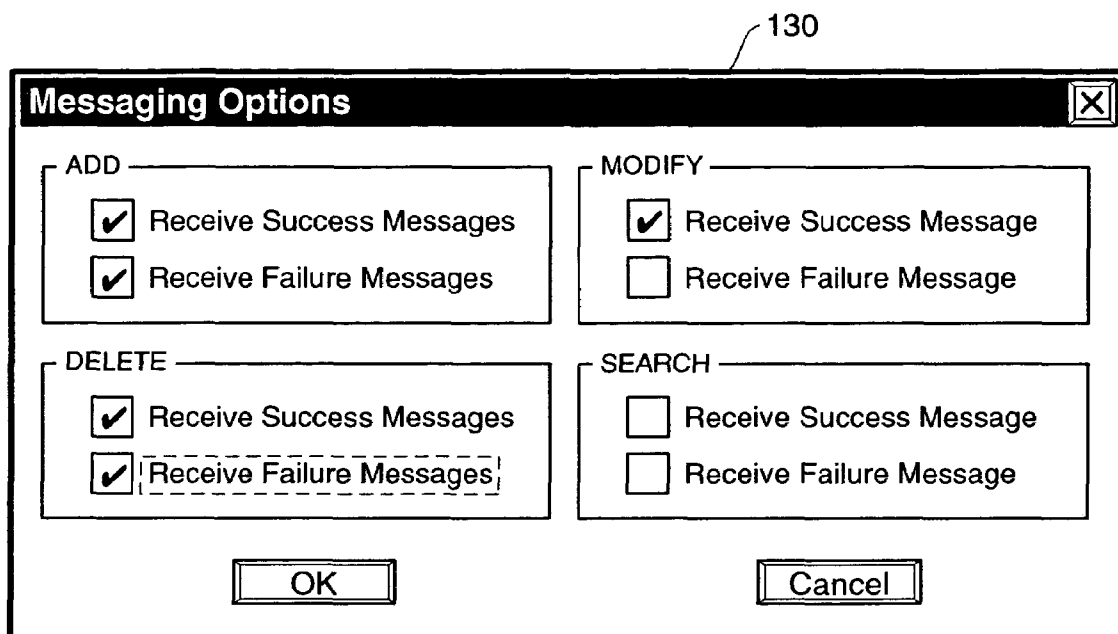 130
Messaging Options
ADD
Receive Success Messages
Receive Failure Messages
MODIFY
Receive Success Message
Receive Failure Message
DELETE
Receive Success Messages
Receive Failure Messages
SEARCH
Receive Success Message
Receive Failure Message
OK
Cancel